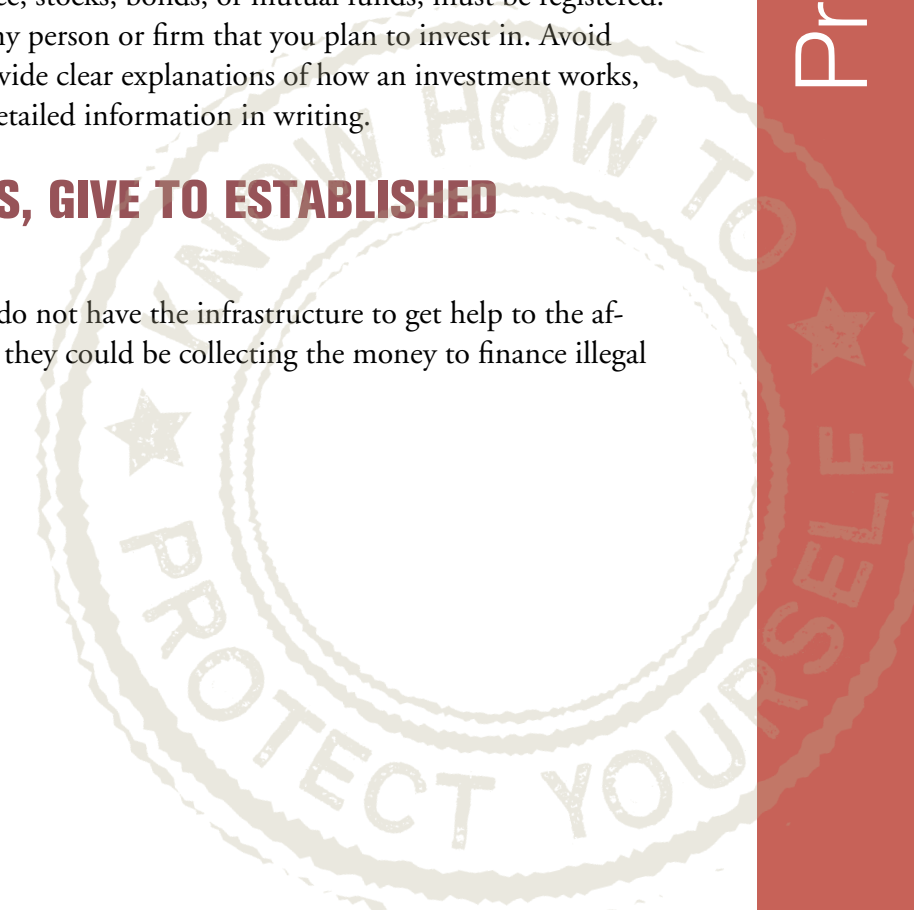 ce, stocks, bonds, or mutual funds, must be registered.
ny person or firm that you plan to invest in. Avoid
vide clear explanations of how an investment works,
etailed information in writing.
S, GIVE TO ESTABLISHED
do not have the infrastructure to get help to the af-
they could be collecting the money to finance illegal
KNOW HOW TO
PROTECT YOURSELF
Pr